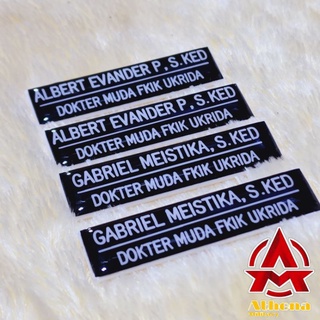 ALBERT EVANDER P, S.KED
DOKTER MUDA FKIK UKRIDA
ALBERT EVANDER P, S.KED
DOKTER MUDA FKIK UKRIDA
GABRIEL MEISTIKA, S.KED
DOKTER MUDA FKIK UKRIDA
GABRIEL MEISTIKA, S.KED
DOKTER MUDA FKIK UKRIDA
Athena